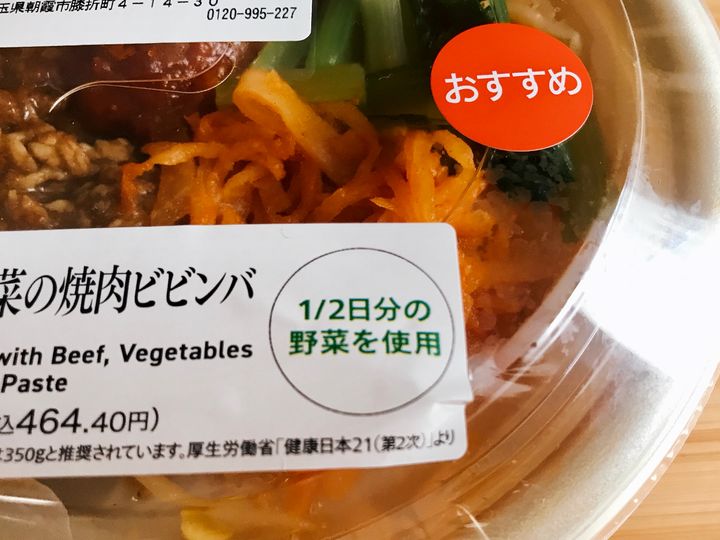 玉県朝霞市膝折町4-14-30
0120-995-227
おすすめ
菜の焼肉ビビンバ
1/2日分の
野菜を使用
with Beef, Vegetables
Paste
込464.40円)
350gと推奨されています。厚生労働省「健康日本21(第2次)」より